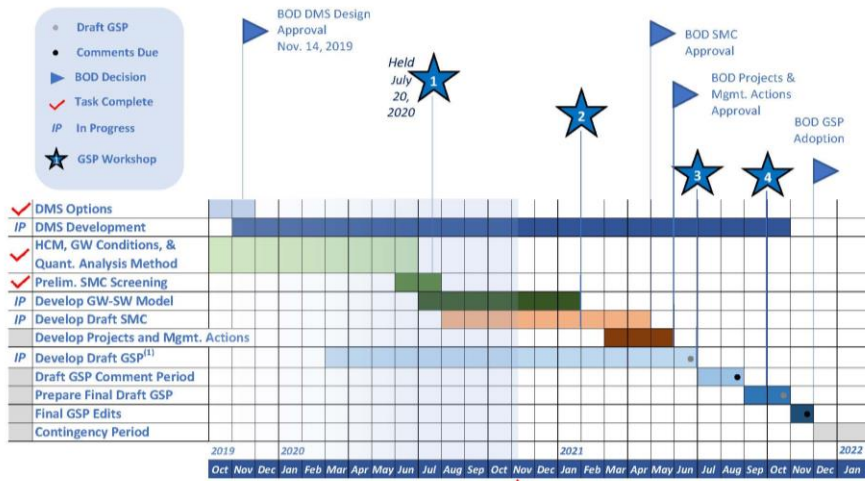 Draft GSP
Comments Due
BOD Decision
Task Complete
IP In Progress
GSP Workshop
BOD DMS Design
Approval
Nov. 14, 2019
Held
July
20,
2020
1
2
BOD SMC
Approval
BOD Projects &
Mgmt. Actions
Approval
3
4
BOD GSP
Adoption
DMS Options
IP DMS Development
HCM, GW Conditions, &
Quant. Analysis Method
Prelim. SMC Screening
IP Develop GW-SW Model
IP Develop Draft SMC
Develop Projects and Mgmt. Actions
IP Develop Draft GSP(1)
Draft GSP Comment Period
Prepare Final Draft GSP
Final GSP Edits
Contingency Period
2019 2020 2021 2022
Oct Nov Dec Jan Feb Mar Apr May Jun Jul Aug Sep Oct Nov Dec Jan Feb Mar Apr May Jun Jul Aug Sep Oct Nov Dec Jan